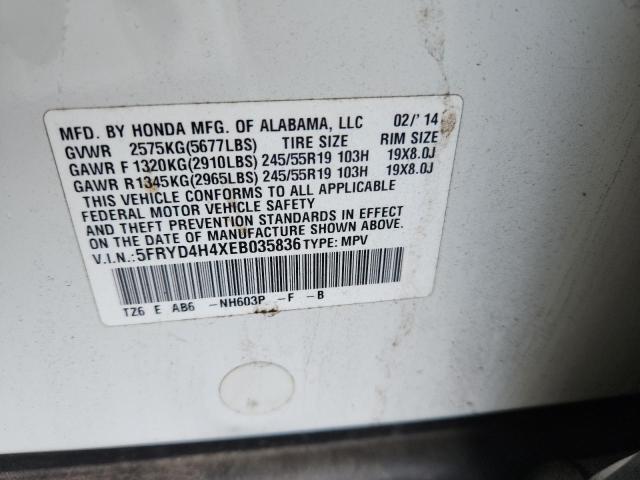 MFD. BY HONDA MFG. OF ALABAMA, LLC 02/'14
GVWR 2575KG(5677LBS) TIRE SIZE RIM SIZE
GAWR F 1320KG(2910LBS) 245/55R19 103H 19X8.0J
GAWR R1345KG(2965LBS) 245/55R19 103H 19X8.0J
THIS VEHICLE CONFORMS TO ALL APPLICABLE
FEDERAL MOTOR VEHICLE SAFETY
AND THEFT PREVENTION STANDARDS IN EFFECT
ON THE DATE OF MANUFACTURE SHOWN ABOVE.
V.I.N.:5FRYD4H4XEB035836 TYPE: MPV
TZ6 E AB6 -NH603P -F -B